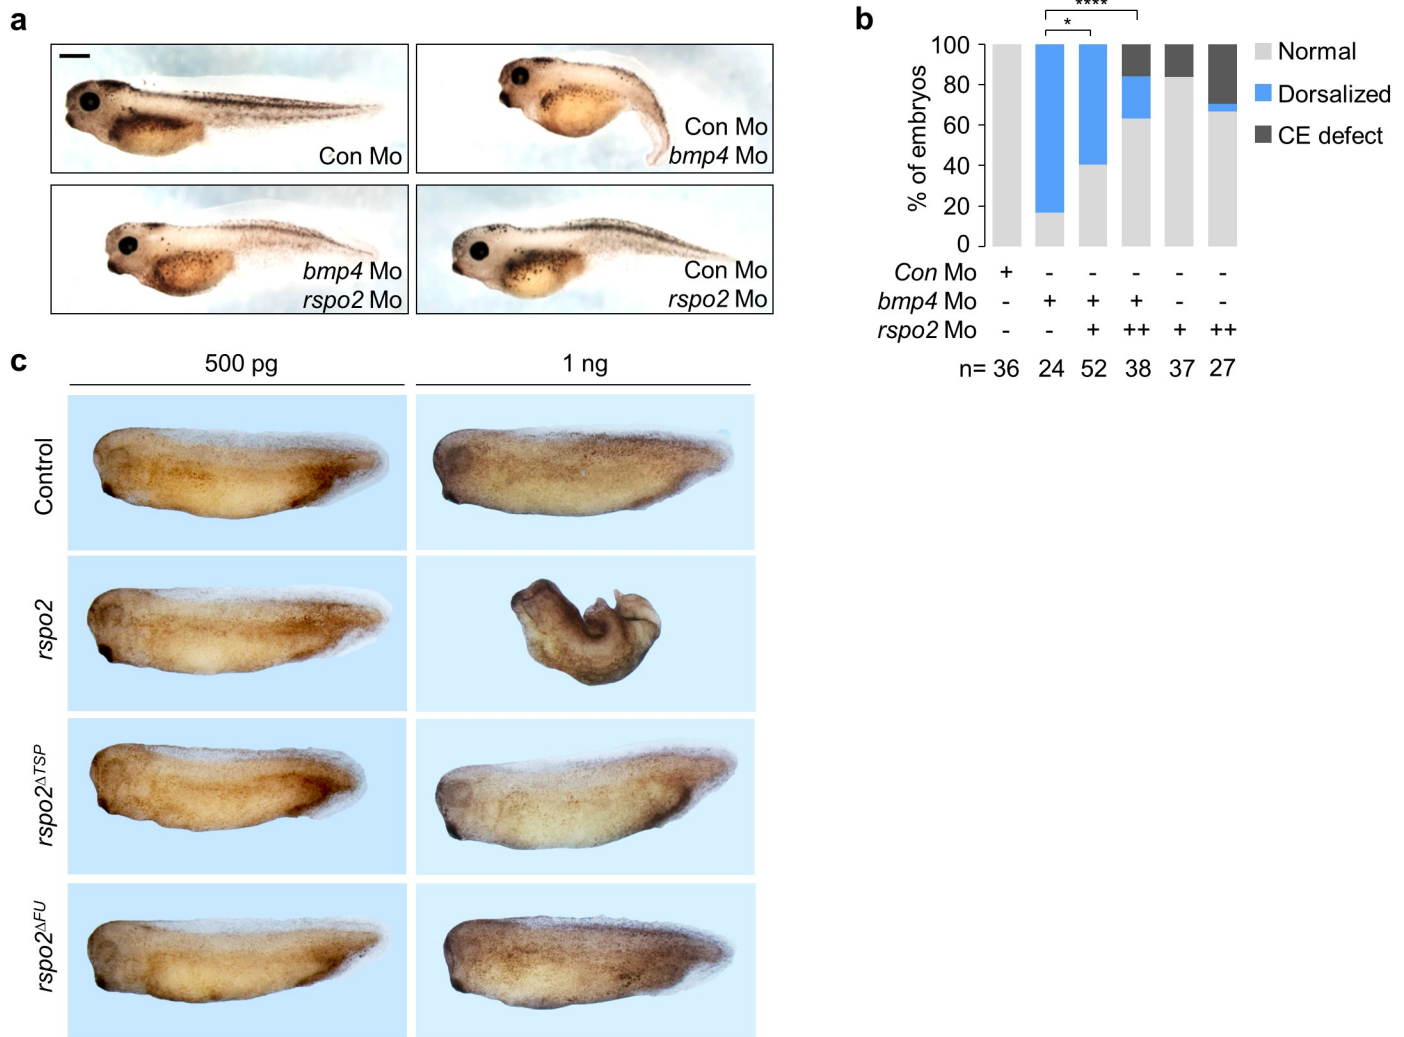 a
Con Mo
Con Mo
bmp4 Mo
bmp4 Mo
rspo2 Mo
Con Mo
rspo2 Mo
b
****
*
% of embryos
100
80
60
40
20
0
Normal
Dorsalized
CE defect
Con Mo + - - - - -
bmp4 Mo - + + + - -
rspo2 Mo - - + ++ + ++
n= 36 24 52 38 37 27
c
500 pg 1 ng
Control
rspo2
rspo2ΔTSP
rspo2ΔFU